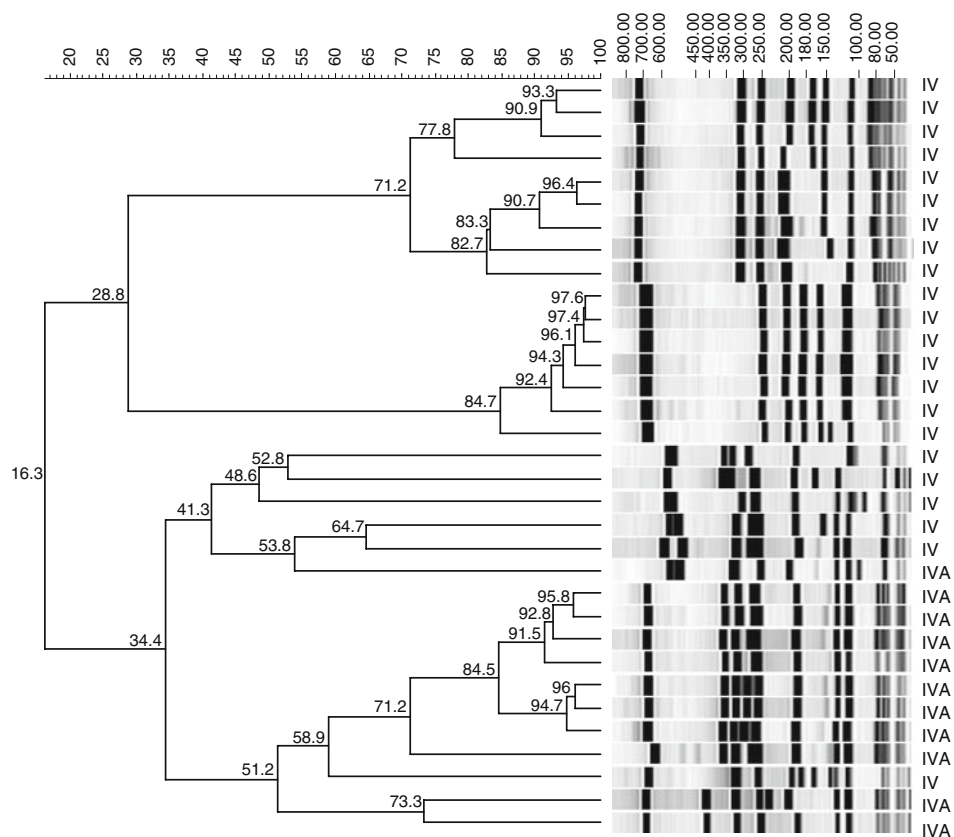 20 25 30 35 40 45 50 55 60 65 70 75 80 85 90 95 100 800.00 700.00 600.00 450.00 400.00 350.00 300.00 250.00 200.00 180.00 150.00 100.00 80.00 50.00
93.3 IV
90.9 IV
77.8 IV
IV
71.2 96.4 IV
90.7 IV
83.3 IV
82.7 IV
IV
28.8 97.6 IV
97.4 IV
96.1 IV
94.3 IV
92.4 IV
84.7 IV
IV
16.3 52.8 IV
48.6 IV
41.3 IV
64.7 IV
53.8 IV
IVA
95.8 IVA
92.8 IVA
34.4 91.5 IVA
84.5 IVA
96 IVA
71.2 94.7 IVA
IVA
58.9 IVA
51.2 IV
73.3 IVA
IVA